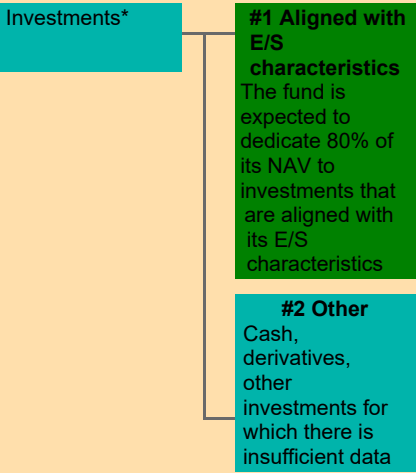 Investments*
#1 Aligned with
E/S
characteristics
The fund is
expected to
dedicate 80% of
its NAV to
investments that
are aligned with
its E/S
characteristics
#2 Other
Cash,
derivatives,
other
investments for
which there is
insufficient data